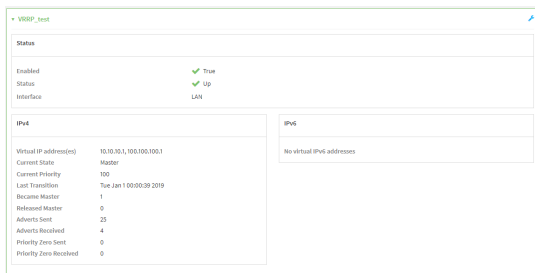 VRRP_test
Status
Enabled True
Status Up
Interface LAN
IPv4
Virtual IP address(es) 10.10.10.1, 100.100.100.1
Current State Master
Current Priority 100
Last Transition Tue Jan 1 00:00:39 2019
Became Master 1
Released Master 0
Adverts Sent 25
Adverts Received 4
Priority Zero Sent 0
Priority Zero Received 0
IPv6
No virtual IPv6 addresses